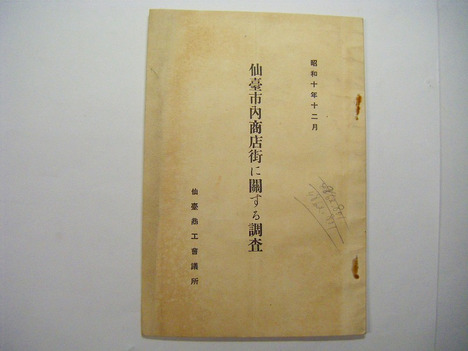 昭和十年十二月
仙臺市內商店街に關する調査
仙臺商工會議所